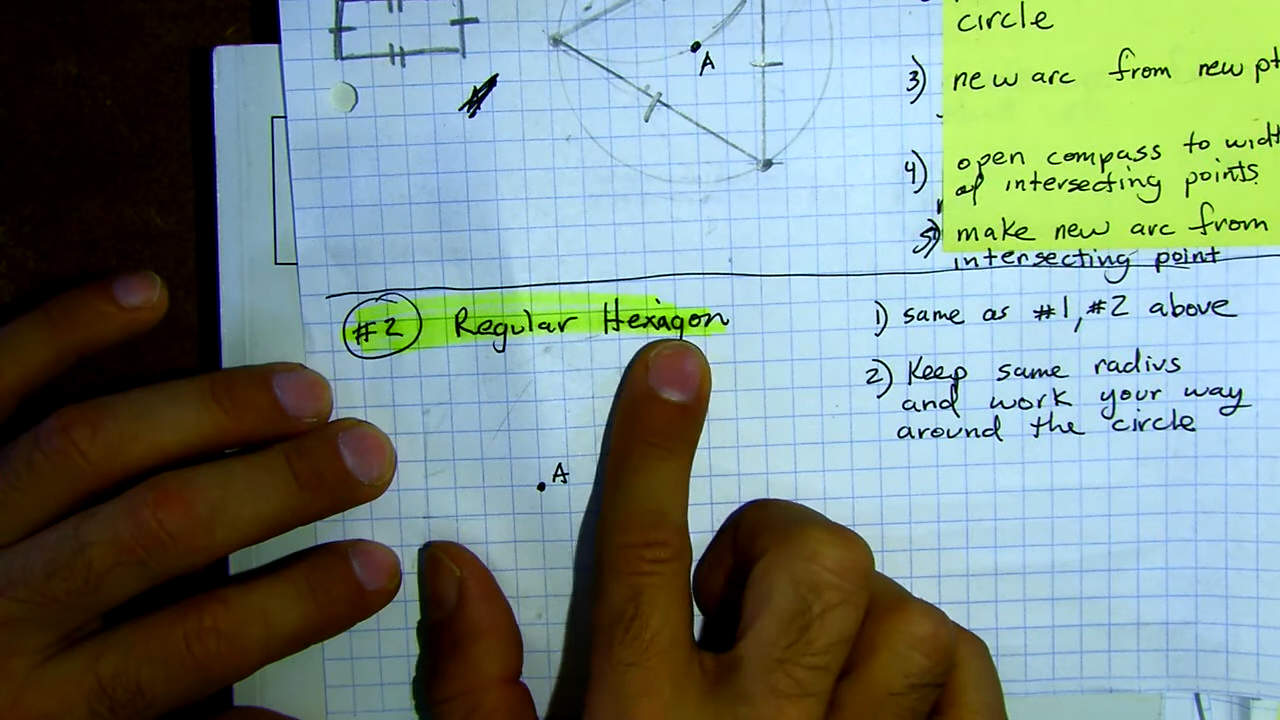 circle
3) new arc from new pt
4) open compass to widt
of intersecting points
5) make new arc from
intersecting point
A
#2 Regular Hexagon
1) same as #1, #2 above
2) Keep same radius
and work your way
around the circle
A